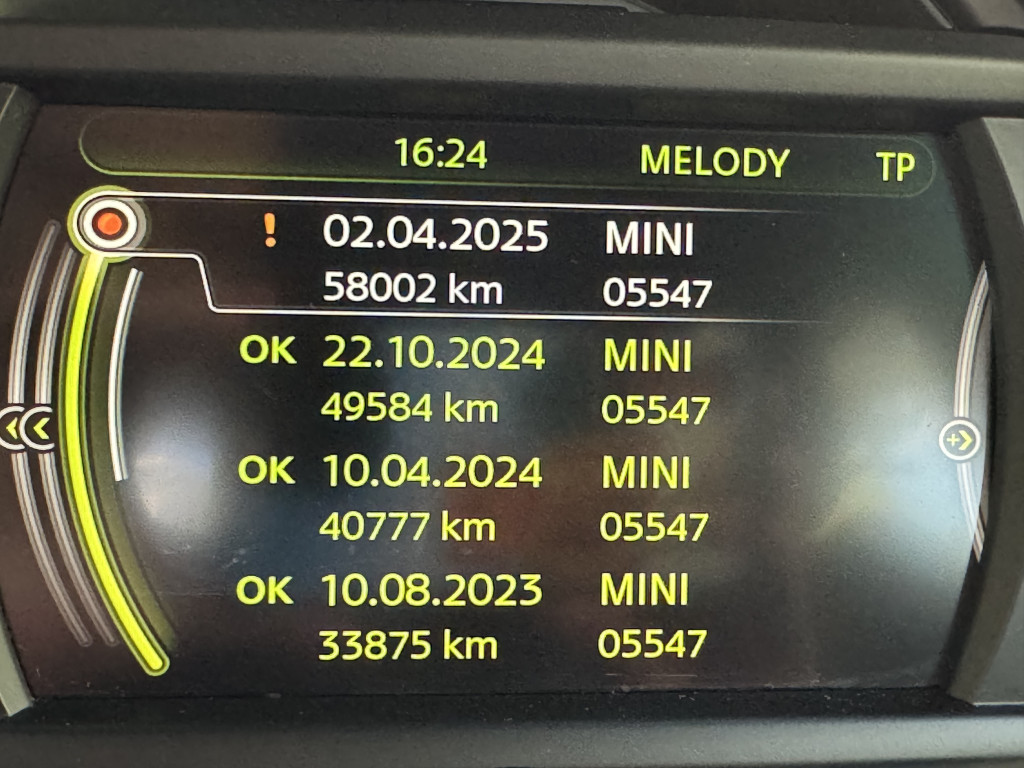 16:24 MELODY TP
! 02.04.2025 MINI
58002 km 05547
OK 22.10.2024 MINI
49584 km 05547
OK 10.04.2024 MINI
40777 km 05547
OK 10.08.2023 MINI
33875 km 05547